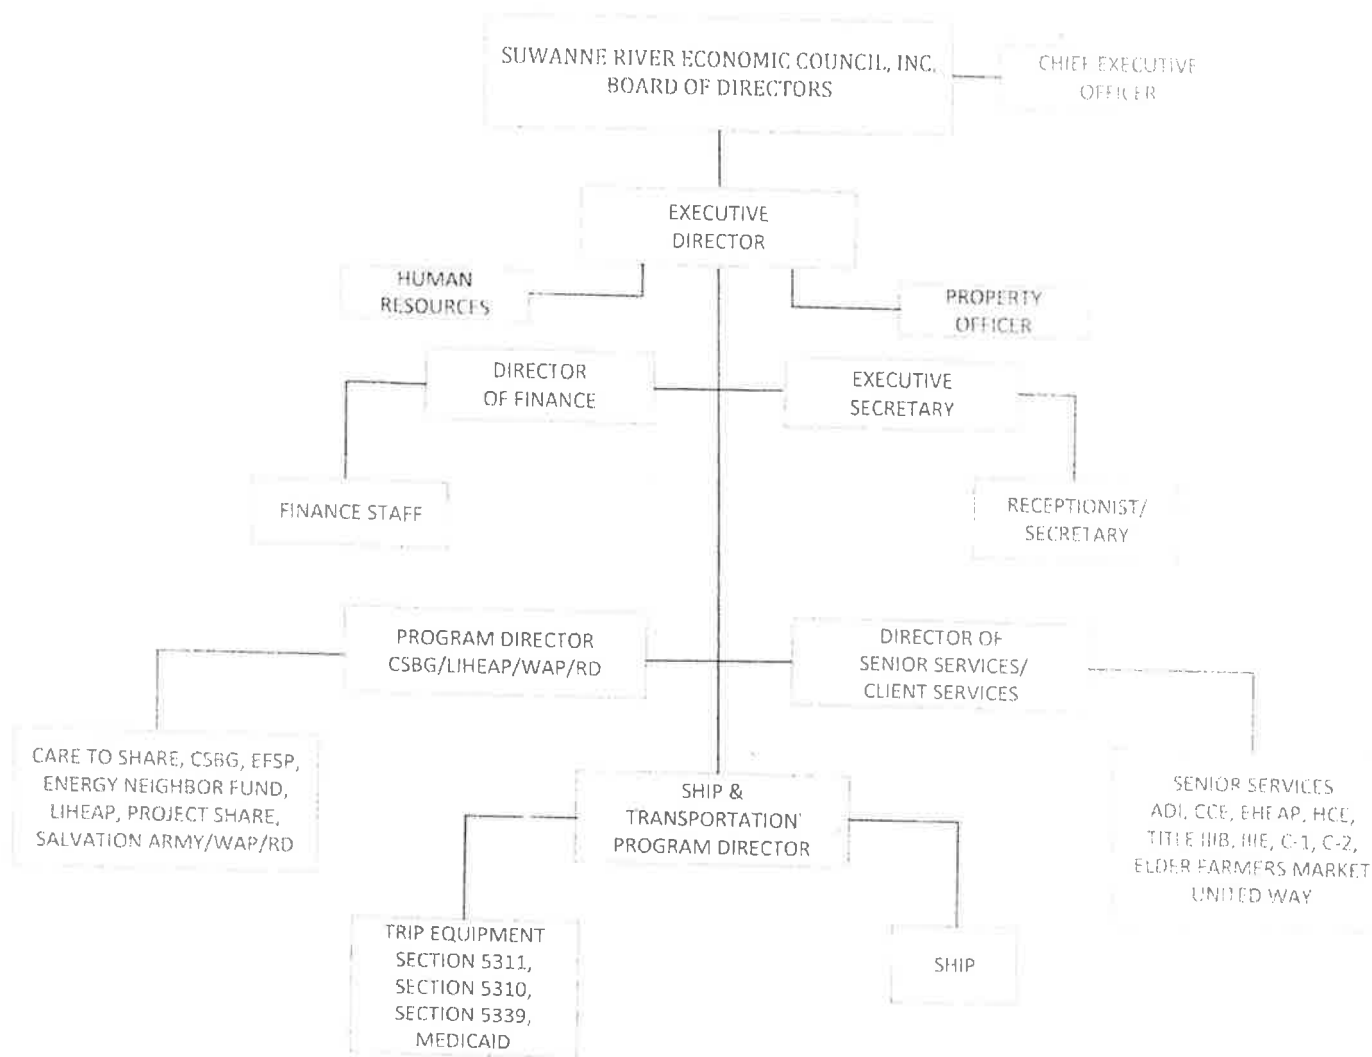 SUWANNE RIVER ECONOMIC COUNCIL, INC.
BOARD OF DIRECTORS
CHIEF EXECUTIVE
OFFICER
EXECUTIVE
DIRECTOR
HUMAN
RESOURCES
PROPERTY
OFFICER
DIRECTOR
OF FINANCE
EXECUTIVE
SECRETARY
FINANCE STAFF
RECEPTIONIST/
SECRETARY
PROGRAM DIRECTOR
CSBG/LIHEAP/WAP/RD
DIRECTOR OF
SENIOR SERVICES/
CLIENT SERVICES
CARE TO SHARE, CSBG, EFSP,
ENERGY NEIGHBOR FUND,
LIHEAP, PROJECT SHARE,
SALVATION ARMY/WAP/RD
SHIP &
TRANSPORTATION
PROGRAM DIRECTOR
SENIOR SERVICES
ADI, CCE, EHEAP, HCE,
TITLE IIIB, IIIE, C-1, C-2,
ELDER FARMERS MARKET
UNITED WAY
TRIP EQUIPMENT
SECTION 5311,
SECTION 5310,
SECTION 5339,
MEDICAID
SHIP